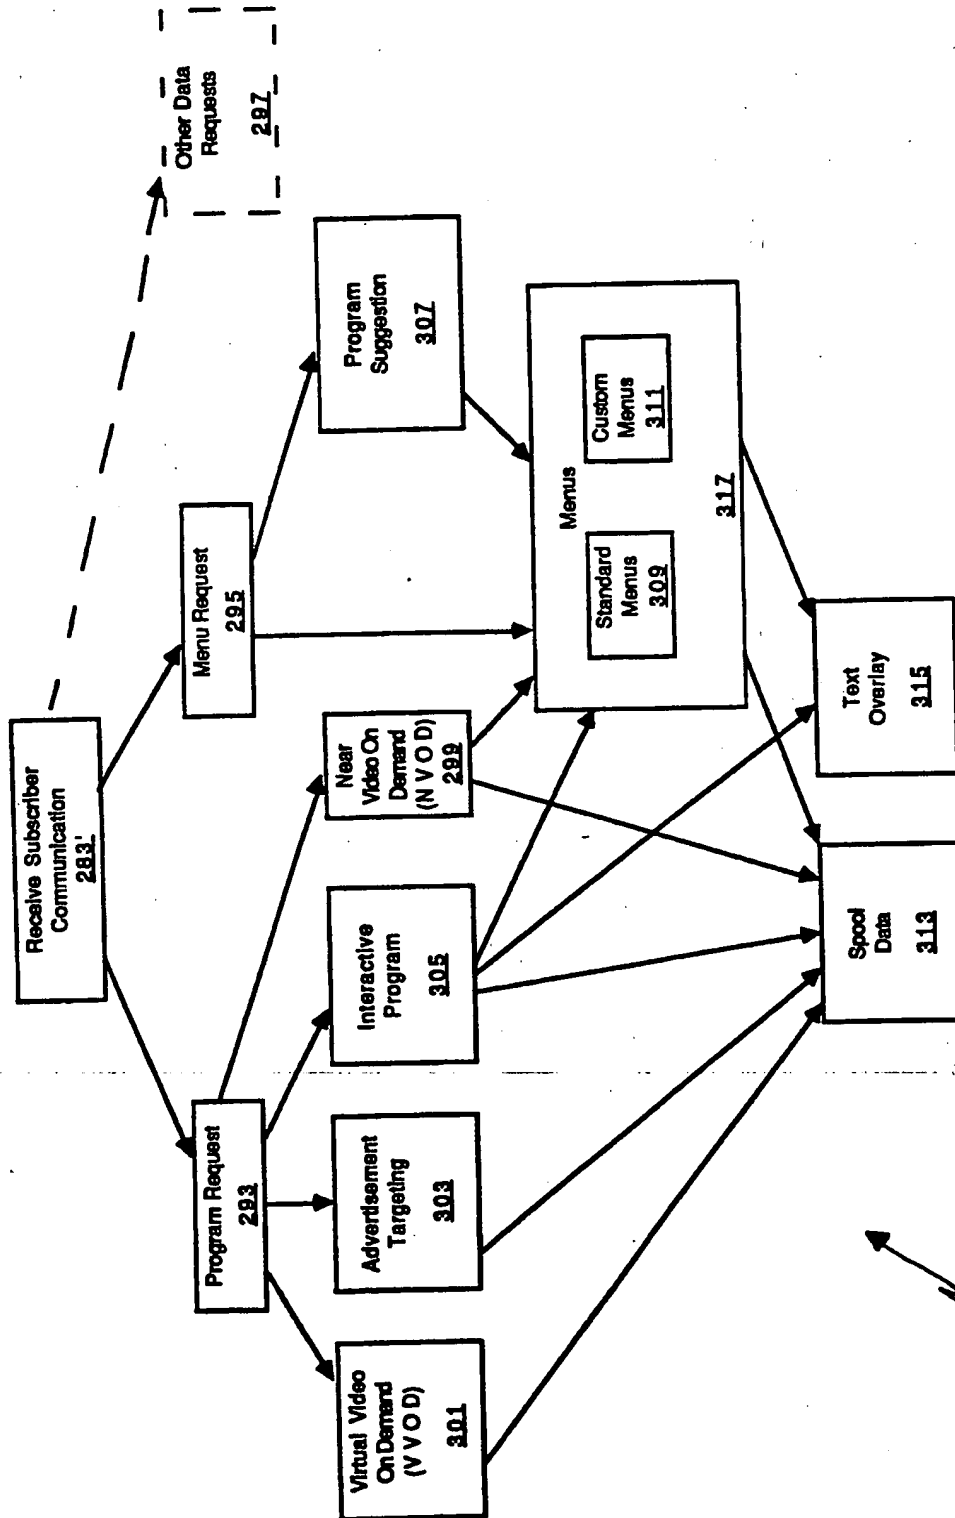 Receive Subscriber
Communication
283'
Other Data
Requests
297
Program Request
293
Menu Request
295
Virtual Video
On Demand
(V V O D)
301
Advertisement
Targeting
303
Interactive
Program
305
Near
Video On
Demand
(N V O D)
299
Program
Suggestion
307
Menus
Standard
Menus
309
Custom
Menus
311
317
Spool
Data
313
Text
Overlay
315